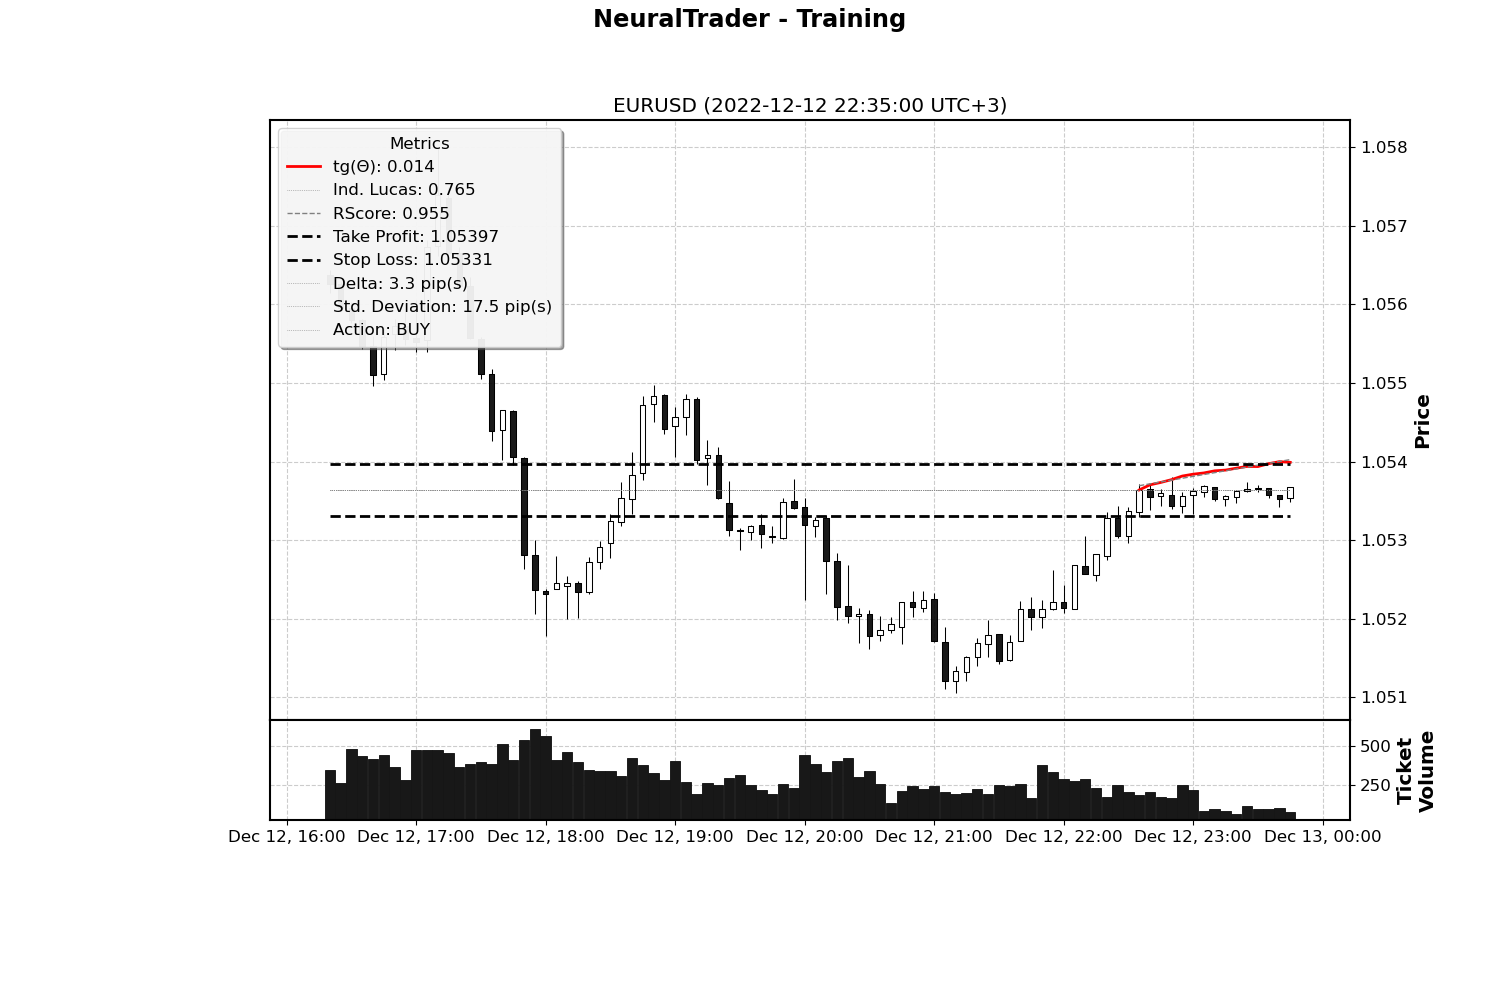 NeuralTrader - Training
EURUSD (2022-12-12 22:35:00 UTC+3)
Metrics
tg(Θ): 0.014
Ind. Lucas: 0.765
RScore: 0.955
Take Profit: 1.05397
Stop Loss: 1.05331
Delta: 3.3 pip(s)
Std. Deviation: 17.5 pip(s)
Action: BUY
1.058
1.057
1.056
1.055
1.054
1.053
1.052
1.051
Price
500
250
Ticket
Volume
Dec 12, 16:00
Dec 12, 17:00
Dec 12, 18:00
Dec 12, 19:00
Dec 12, 20:00
Dec 12, 21:00
Dec 12, 22:00
Dec 12, 23:00
Dec 13, 00:00